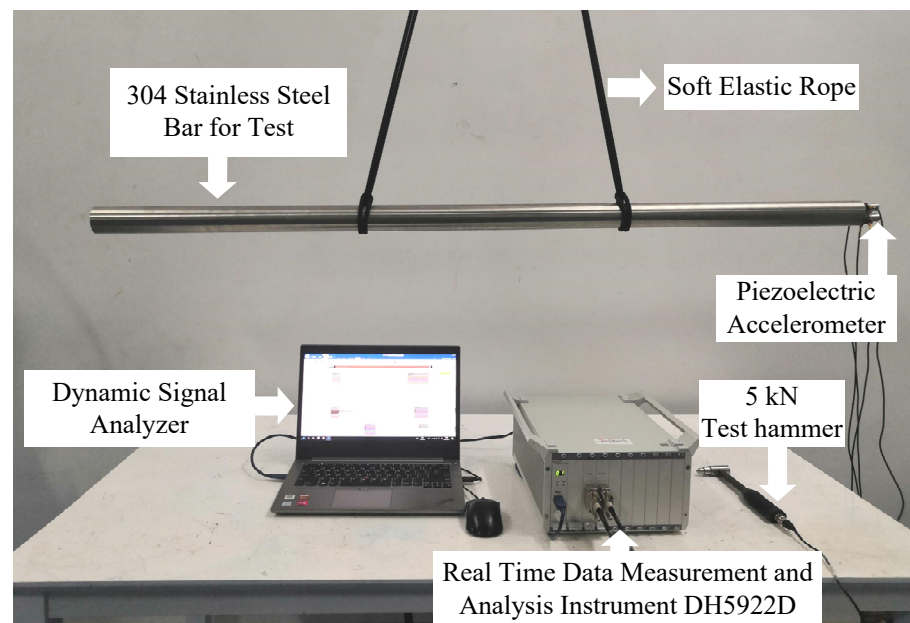 304 Stainless Steel
Bar for Test
Soft Elastic Rope
Piezoelectric
Accelerometer
Dynamic Signal
Analyzer
5 kN
Test hammer
Real Time Data Measurement and
Analysis Instrument DH5922D